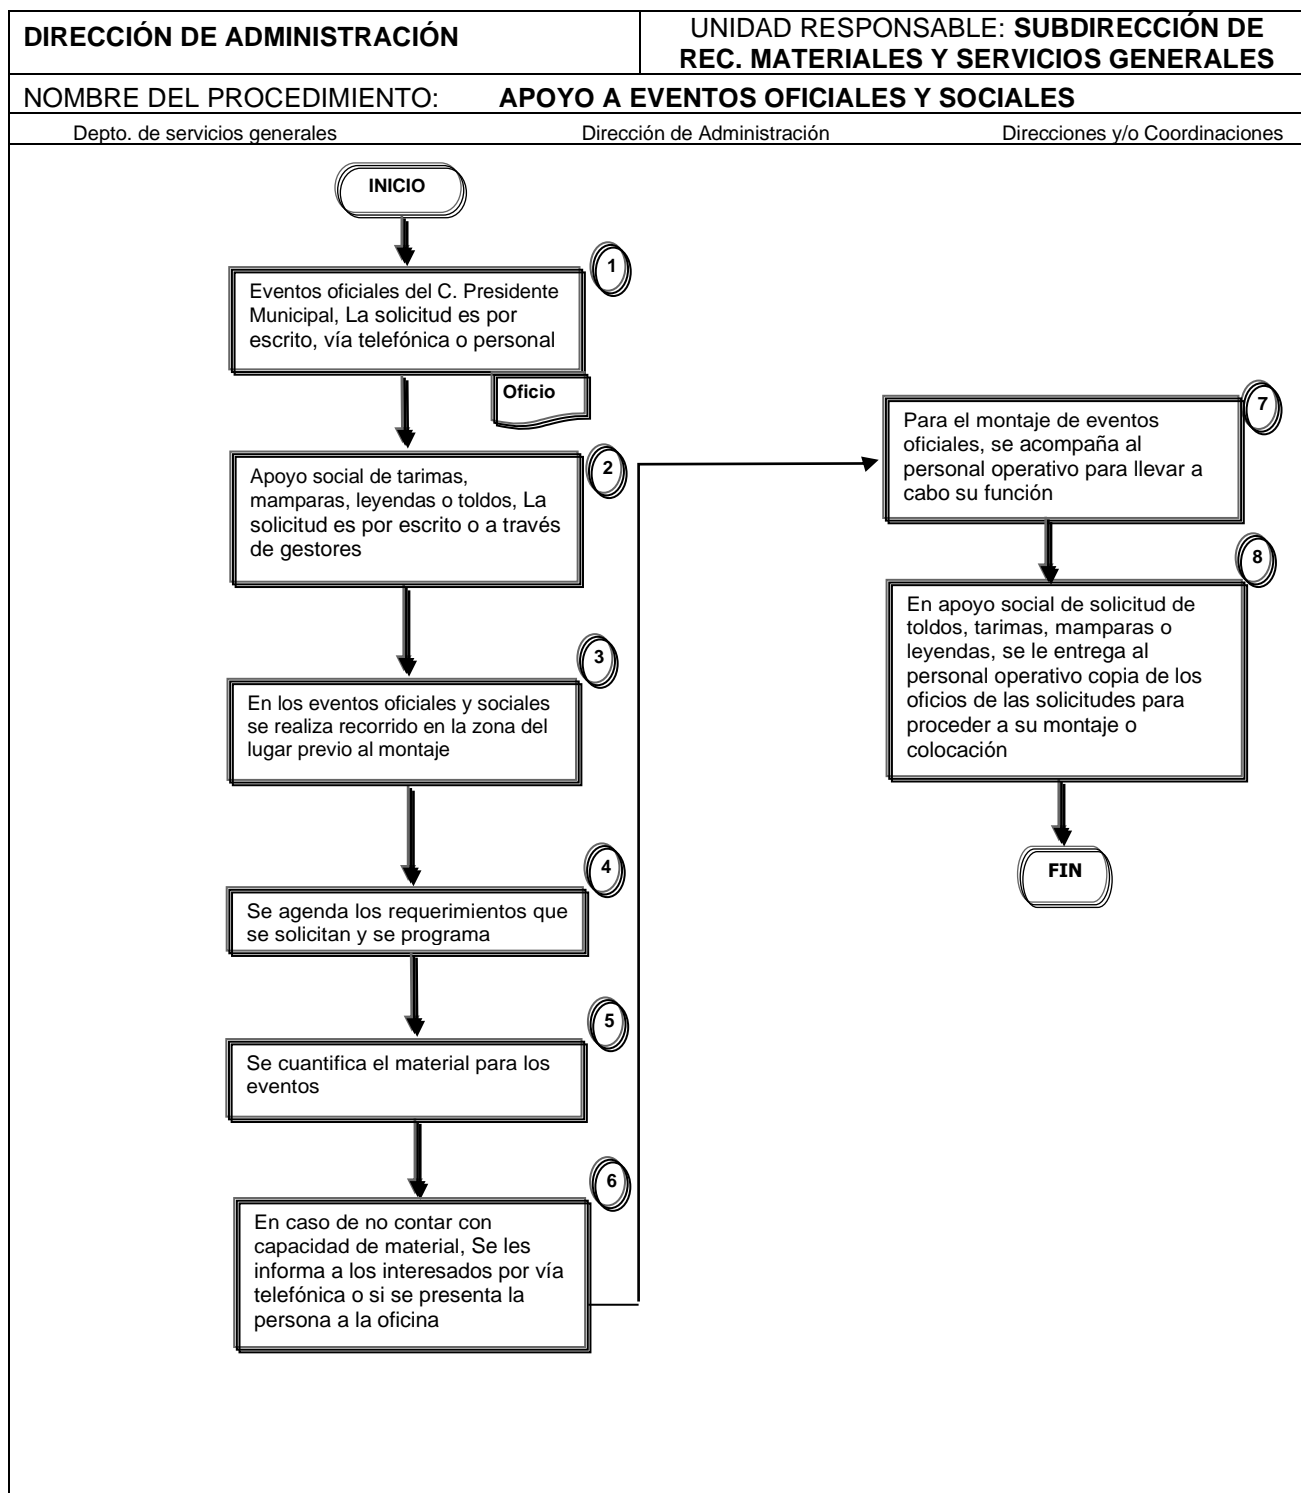 DIRECCIÓN DE ADMINISTRACIÓN
UNIDAD RESPONSABLE: SUBDIRECCIÓN DE
REC. MATERIALES Y SERVICIOS GENERALES
NOMBRE DEL PROCEDIMIENTO: APOYO A EVENTOS OFICIALES Y SOCIALES
Depto. de servicios generales Dirección de Administración Direcciones y/o Coordinaciones
INICIO
1
Eventos oficiales del C. Presidente
Municipal, La solicitud es por
escrito, vía telefónica o personal
Oficio
2
Apoyo social de tarimas,
mamparas, leyendas o toldos, La
solicitud es por escrito o a través
de gestores
3
En los eventos oficiales y sociales
se realiza recorrido en la zona del
lugar previo al montaje
4
Se agenda los requerimientos que
se solicitan y se programa
5
Se cuantifica el material para los
eventos
6
En caso de no contar con
capacidad de material, Se les
informa a los interesados por vía
telefónica o si se presenta la
persona a la oficina
7
Para el montaje de eventos
oficiales, se acompaña al
personal operativo para llevar a
cabo su función
8
En apoyo social de solicitud de
toldos, tarimas, mamparas o
leyendas, se le entrega al
personal operativo copia de los
oficios de las solicitudes para
proceder a su montaje o
colocación
FIN